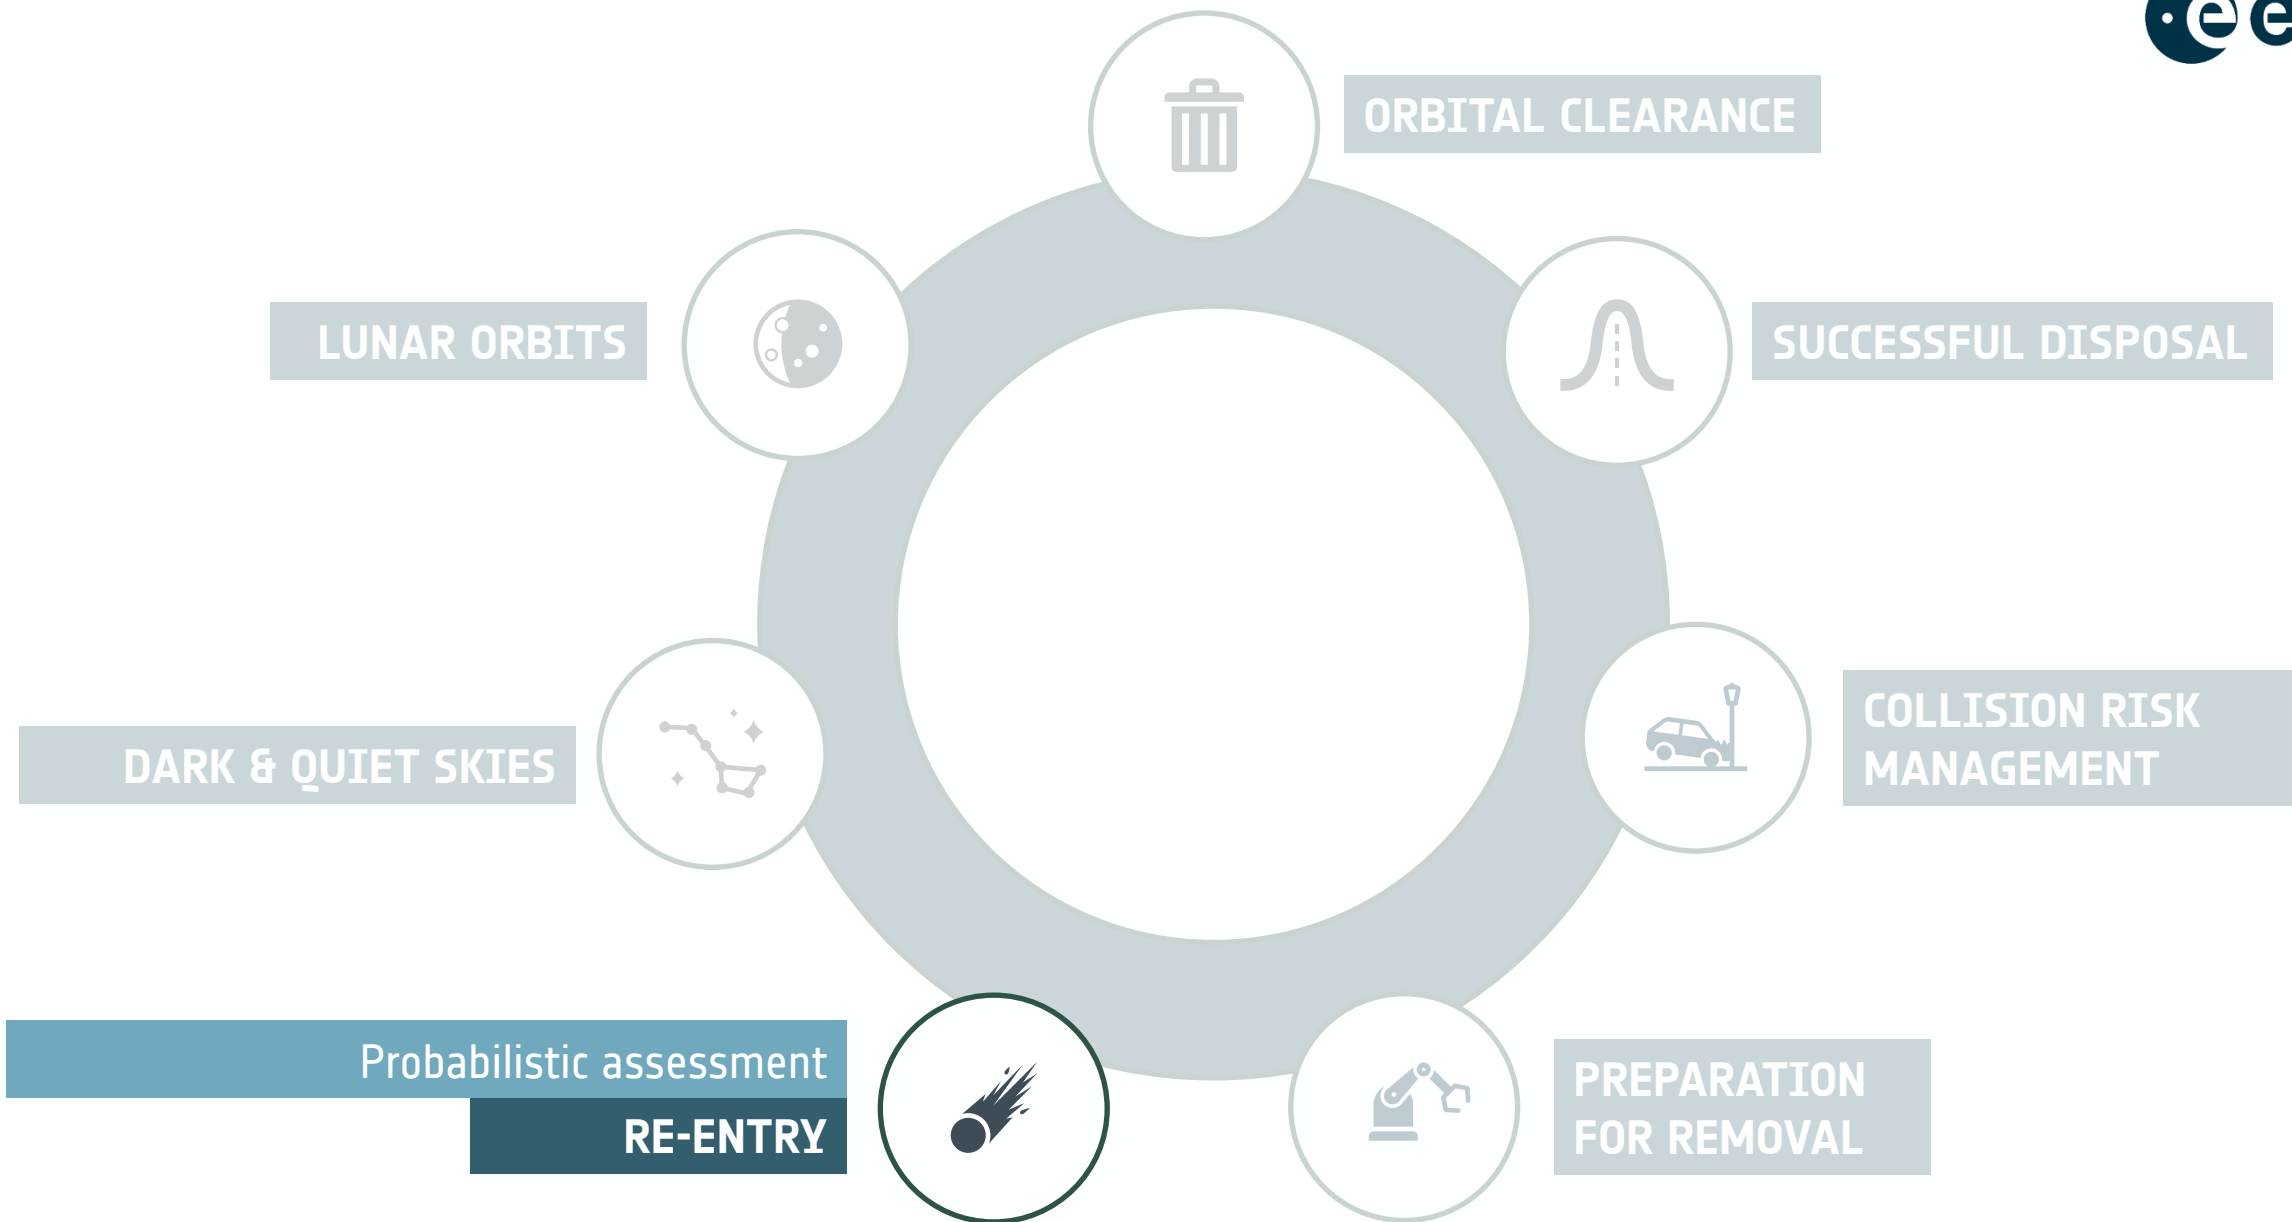 ORBITAL CLEARANCE
LUNAR ORBITS
SUCCESSFUL DISPOSAL
COLLISION RISK
MANAGEMENT
DARK & QUIET SKIES
Probabilistic assessment
RE-ENTRY
PREPARATION
FOR REMOVAL